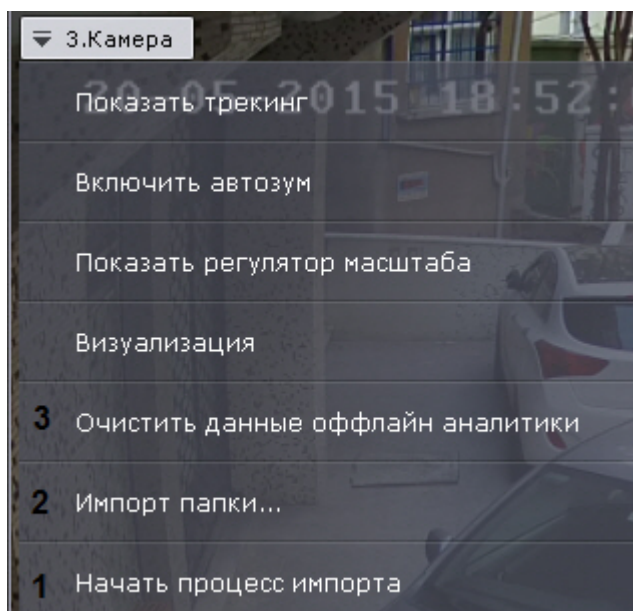 3.Камера
20-05-2015 18:52:
Показать трекинг
Включить автозум
Показать регулятор масштаба
Визуализация
3 Очистить данные оффлайн аналитики
2 Импорт папки...
1 Начать процесс импорта